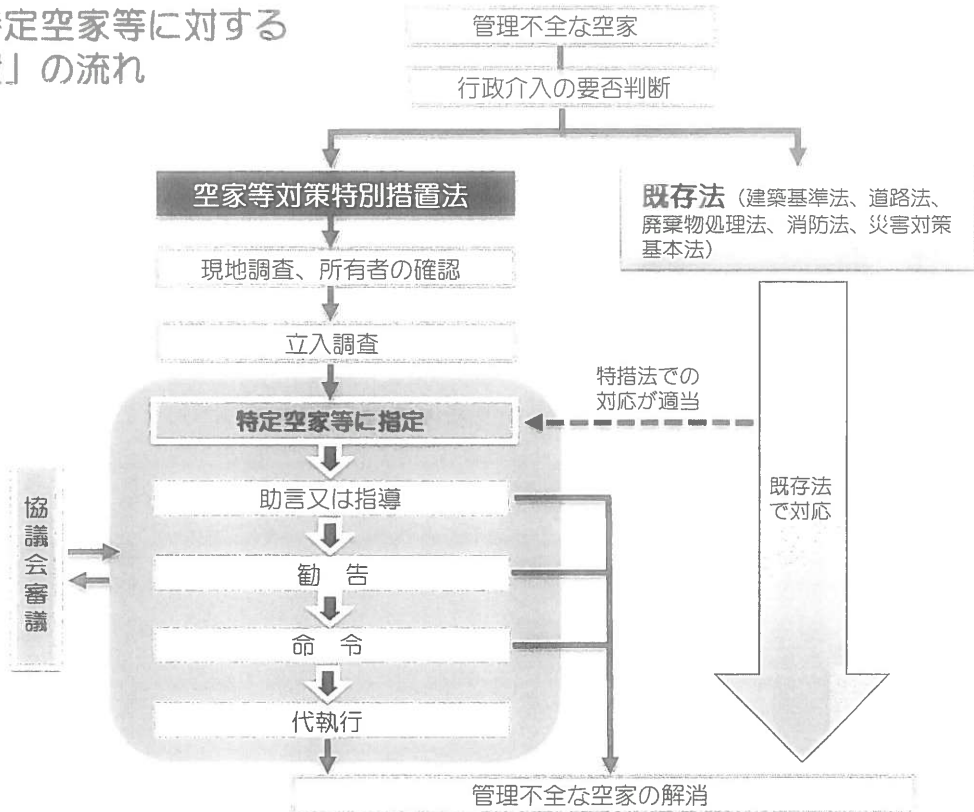 定空家等に対する
」の流れ
管理不全な空家
行政介入の要否判断
空家等対策特別措置法
既存法（建築基準法、道路法、
廃棄物処理法、消防法、災害対策
基本法）
現地調査、所有者の確認
立入調査
特措法での
対応が適当
特定空家等に指定
助言又は指導
既存法
で対応
協議会審議
勧　告
命　令
代執行
管理不全な空家の解消